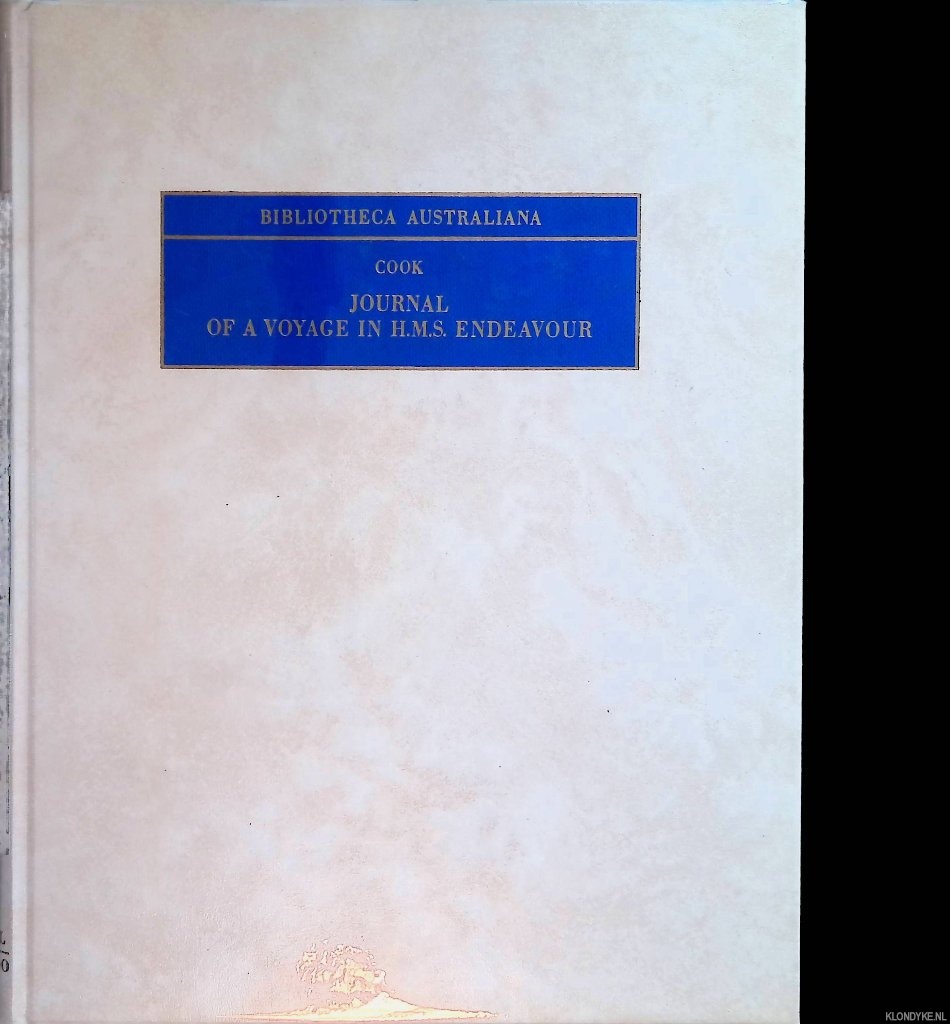 BIBLIOTHECA AUSTRALIANA
COOK
JOURNAL
OF A VOYAGE IN H.M.S. ENDEAVOUR
KLONDYKE.NL